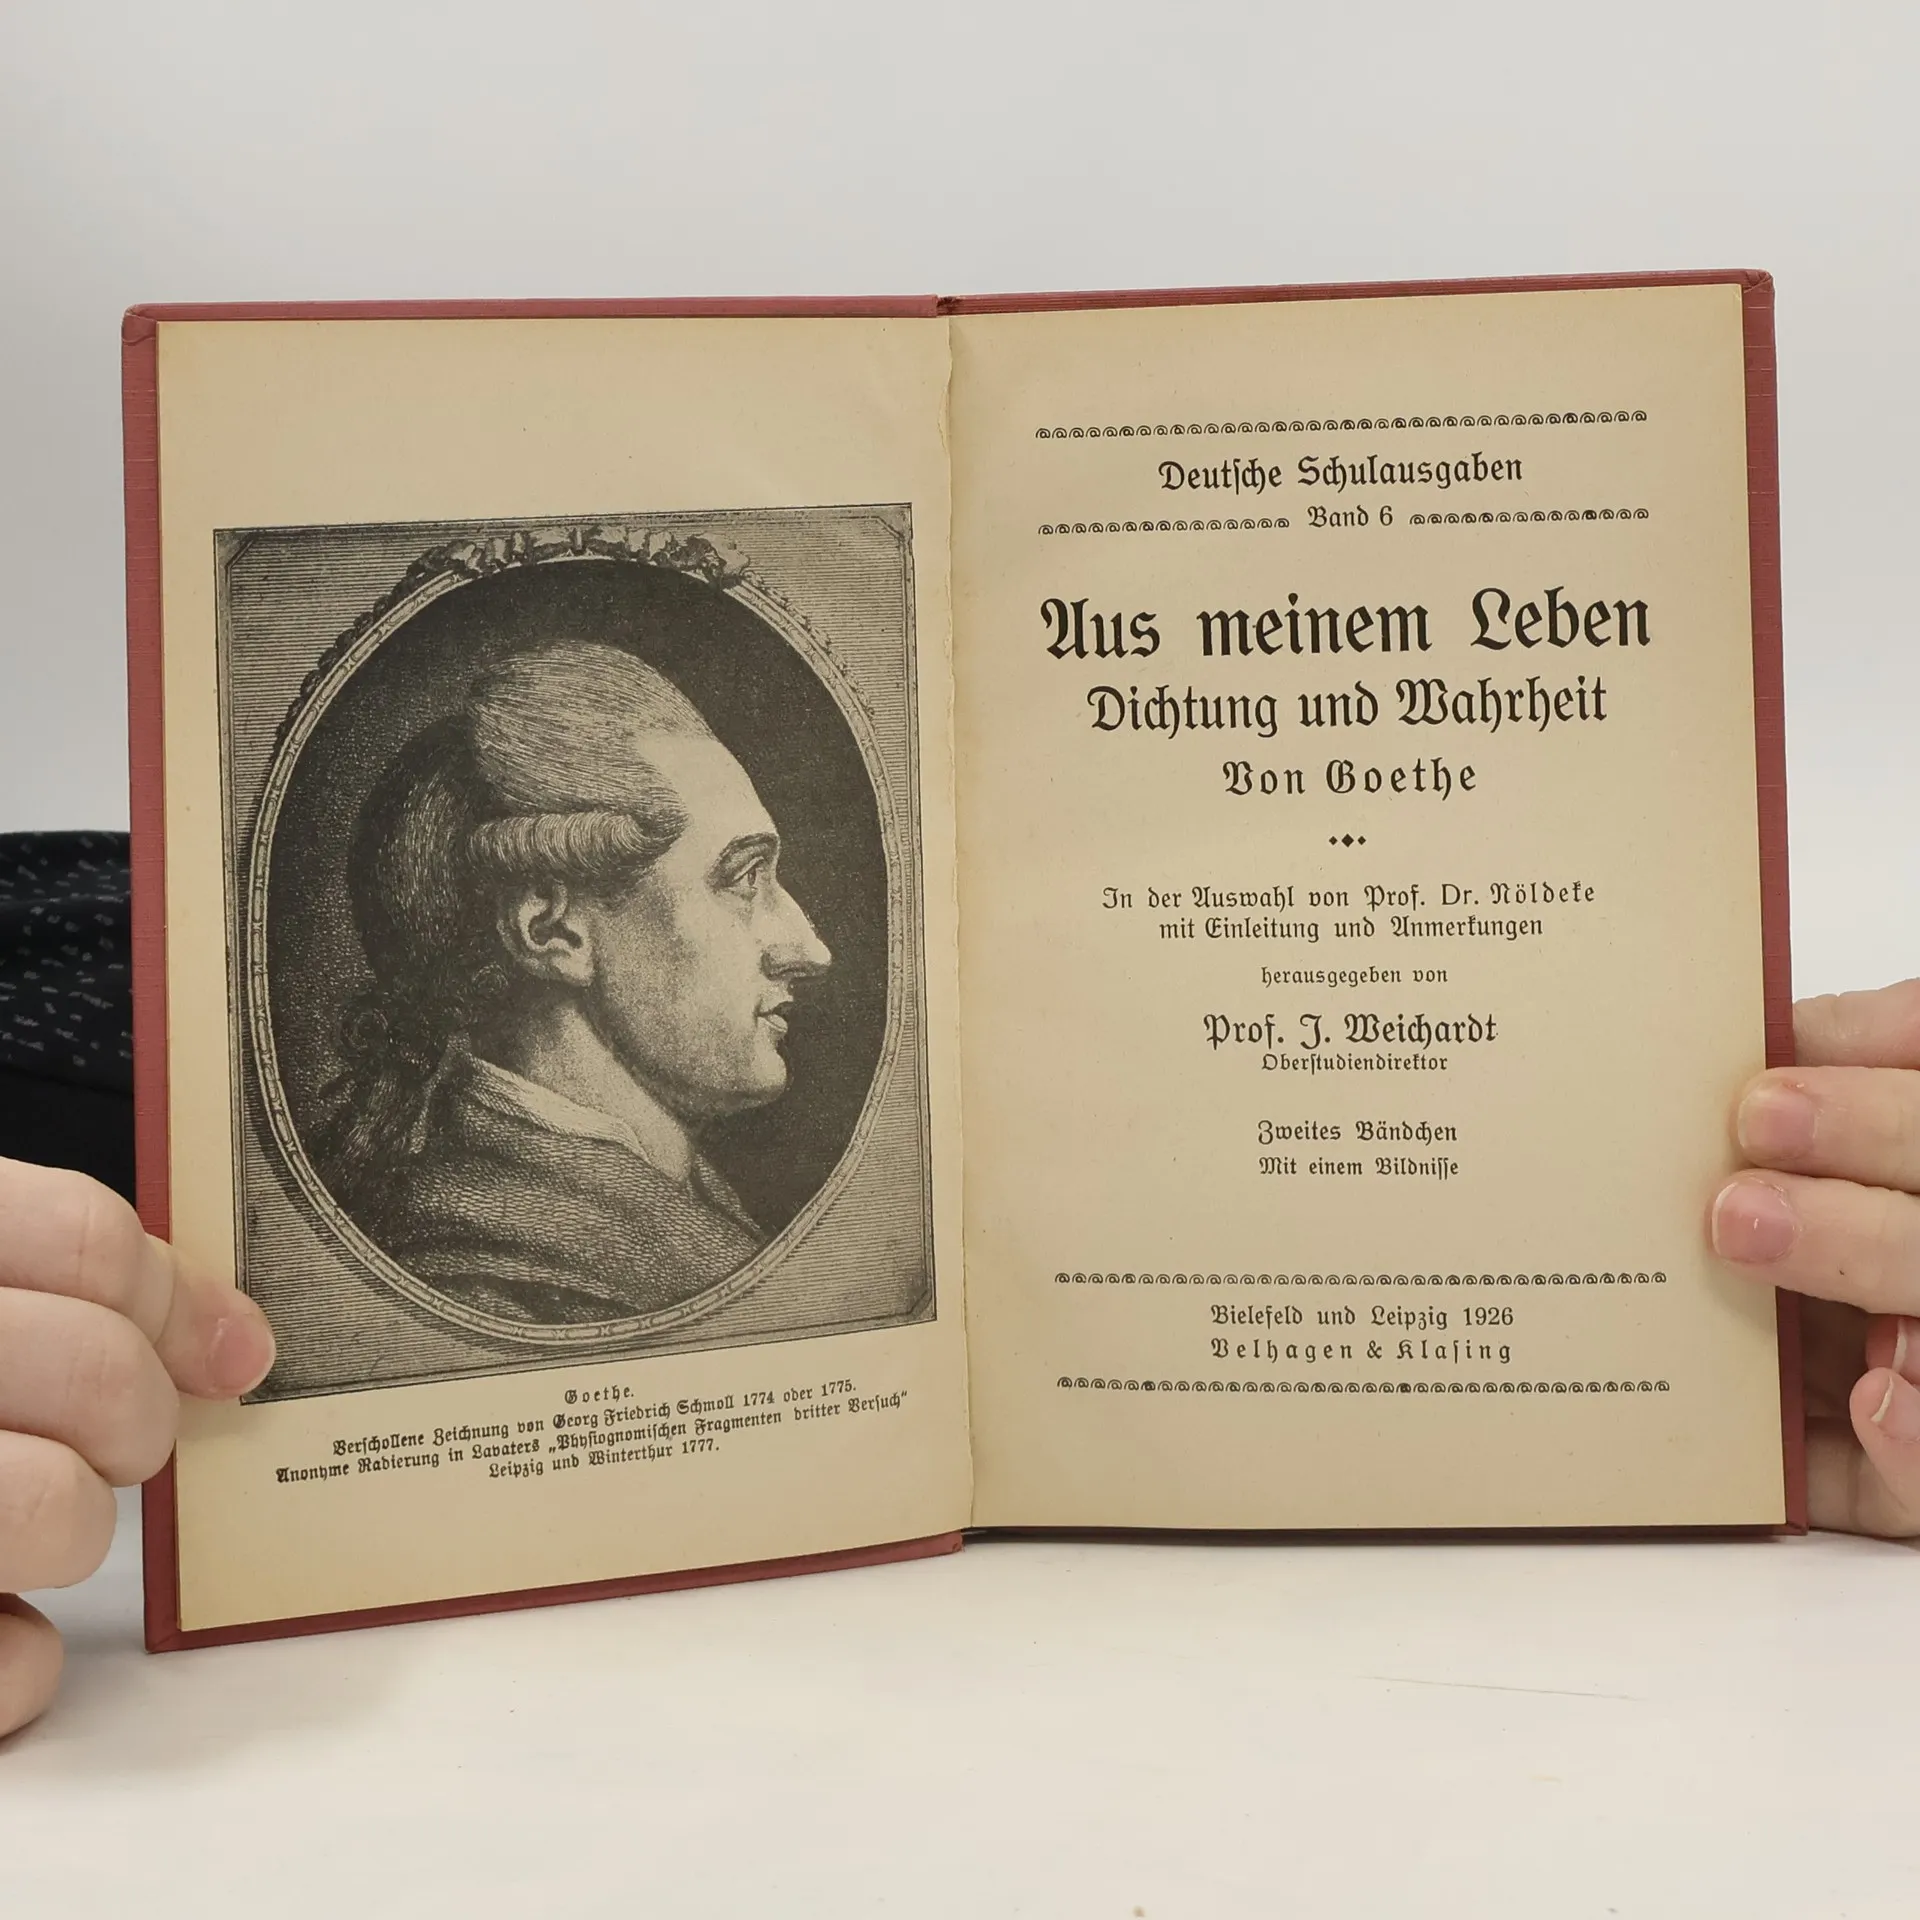 Goethe.
Verschollene Zeichnung von Georg Friedrich Schmoll 1774 oder 1775.
Anonyme Radierung in Lavaters „Physiognomischen Fragmenten dritter Versuch“
Leipzig und Winterthur 1777.
Deutsche Schulausgaben
Band 6
Aus meinem Leben
Dichtung und Wahrheit
Von Goethe
In der Auswahl von Prof. Dr. Nöldeke
mit Einleitung und Anmerkungen
herausgegeben von
Prof. J. Weichardt
Oberstudiendirektor
Zweites Bändchen
Mit einem Bildnisse
Bielefeld und Leipzig 1926
Velhagen & Klasing